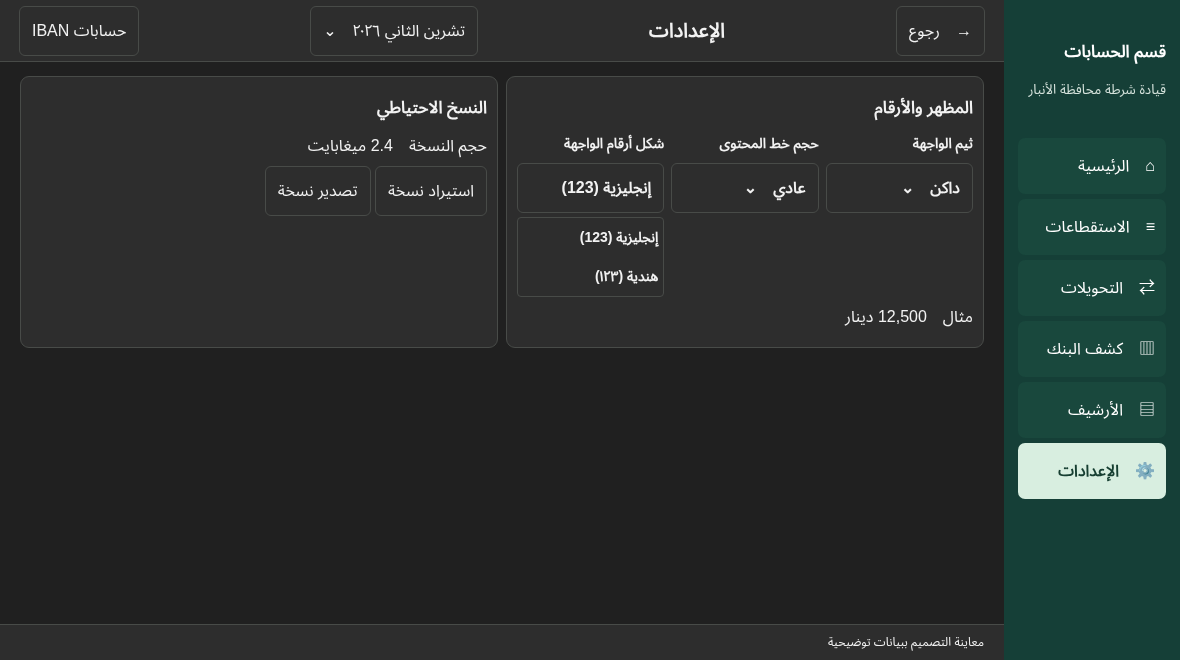 قسم الحسابات
قيادة شرطة محافظة الأنبار
الرئيسية
الاستقطاعات
التحويلات
كشف البنك
الأرشيف
الإعدادات
→ رجوع
الإعدادات
تشرين الثاني ٢٠٢٦
حسابات IBAN
المظهر والأرقام
ثيم الواجهة
حجم خط المحتوى
شكل أرقام الواجهة
داكن
عادي
إنجليزية (123)
إنجليزية (123)
هندية (١٢٣)
مثال 12,500 دينار
النسخ الاحتياطي
حجم النسخة 2.4 ميغابايت
استيراد نسخة
تصدير نسخة
معاينة التصميم ببيانات توضيحية